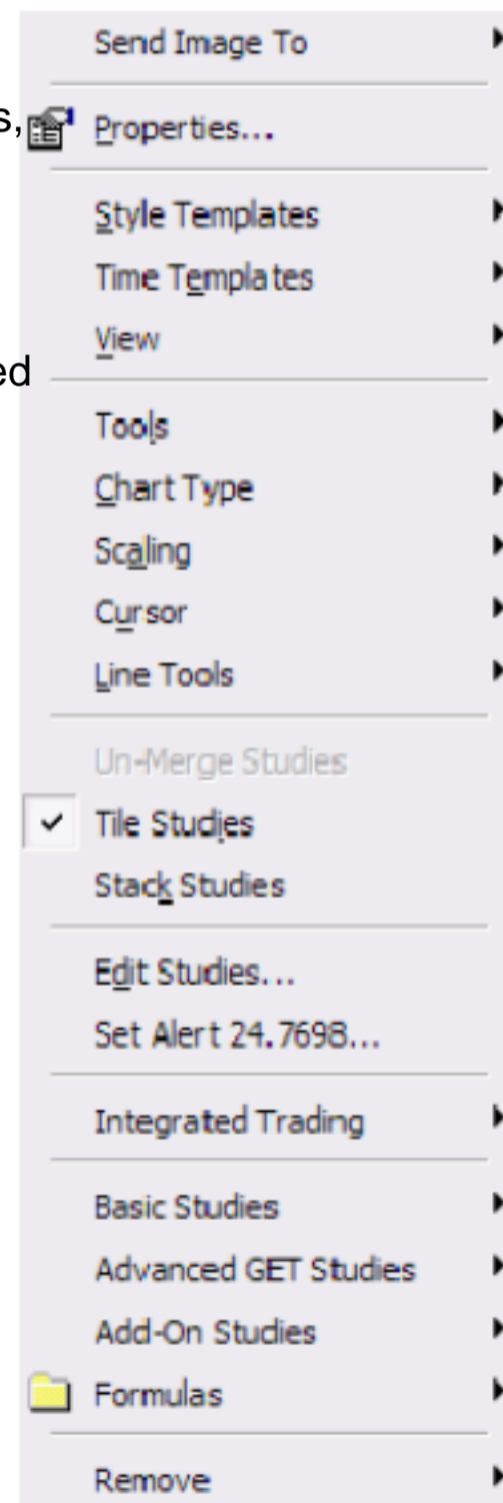 Send Image To
s,
Properties...
Style Templates
Time Templates
View
ed
Tools
Chart Type
Scaling
Cursor
Line Tools
Un-Merge Studies
Tile Studies
Stack Studies
Edit Studies...
Set Alert 24.7698...
Integrated Trading
Basic Studies
Advanced GET Studies
Add-On Studies
Formulas
Remove